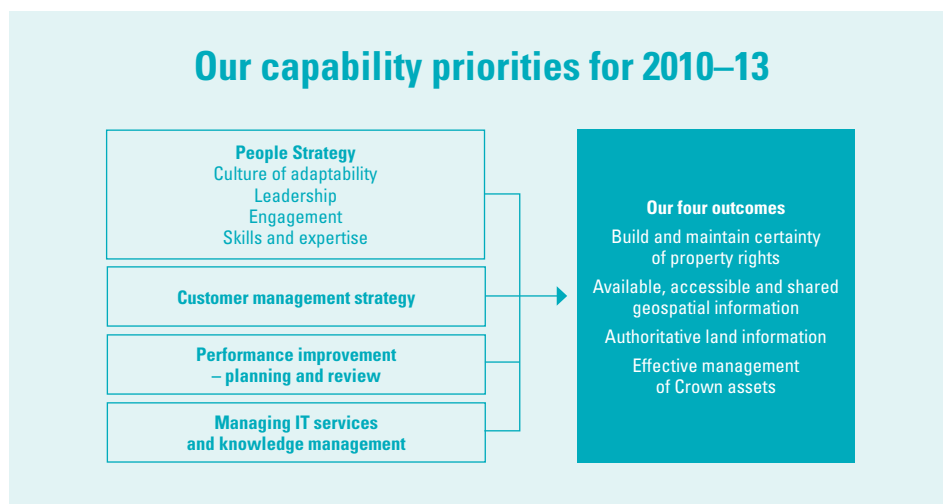 Our capability priorities for 2010–13
People Strategy
Culture of adaptability
Leadership
Engagement
Skills and expertise
Customer management strategy
Performance improvement
– planning and review
Managing IT services
and knowledge management
Our four outcomes
Build and maintain certainty
of property rights
Available, accessible and shared
geospatial information
Authoritative land information
Effective management
of Crown assets